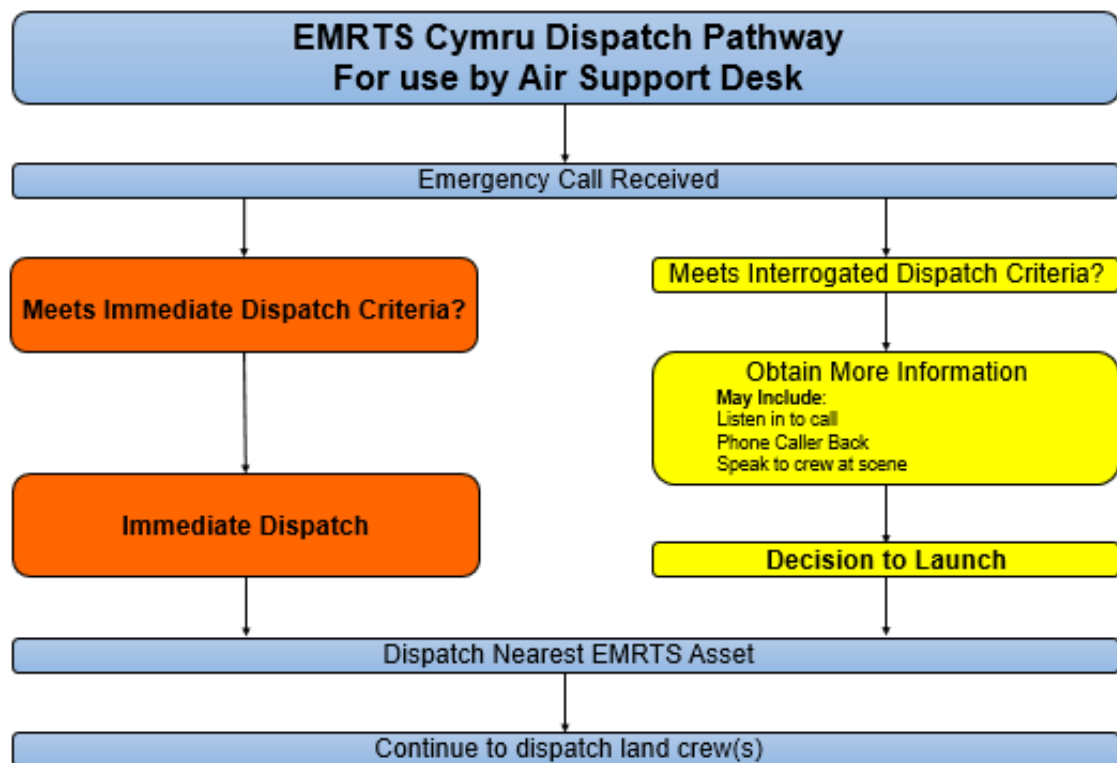 EMRTS Cymru Dispatch Pathway
For use by Air Support Desk
Emergency Call Received
Meets Immediate Dispatch Criteria?
Immediate Dispatch
Meets Interrogated Dispatch Criteria?
Obtain More Information
May Include:
Listen in to call
Phone Caller Back
Speak to crew at scene
Decision to Launch
Dispatch Nearest EMRTS Asset
Continue to dispatch land crew(s)